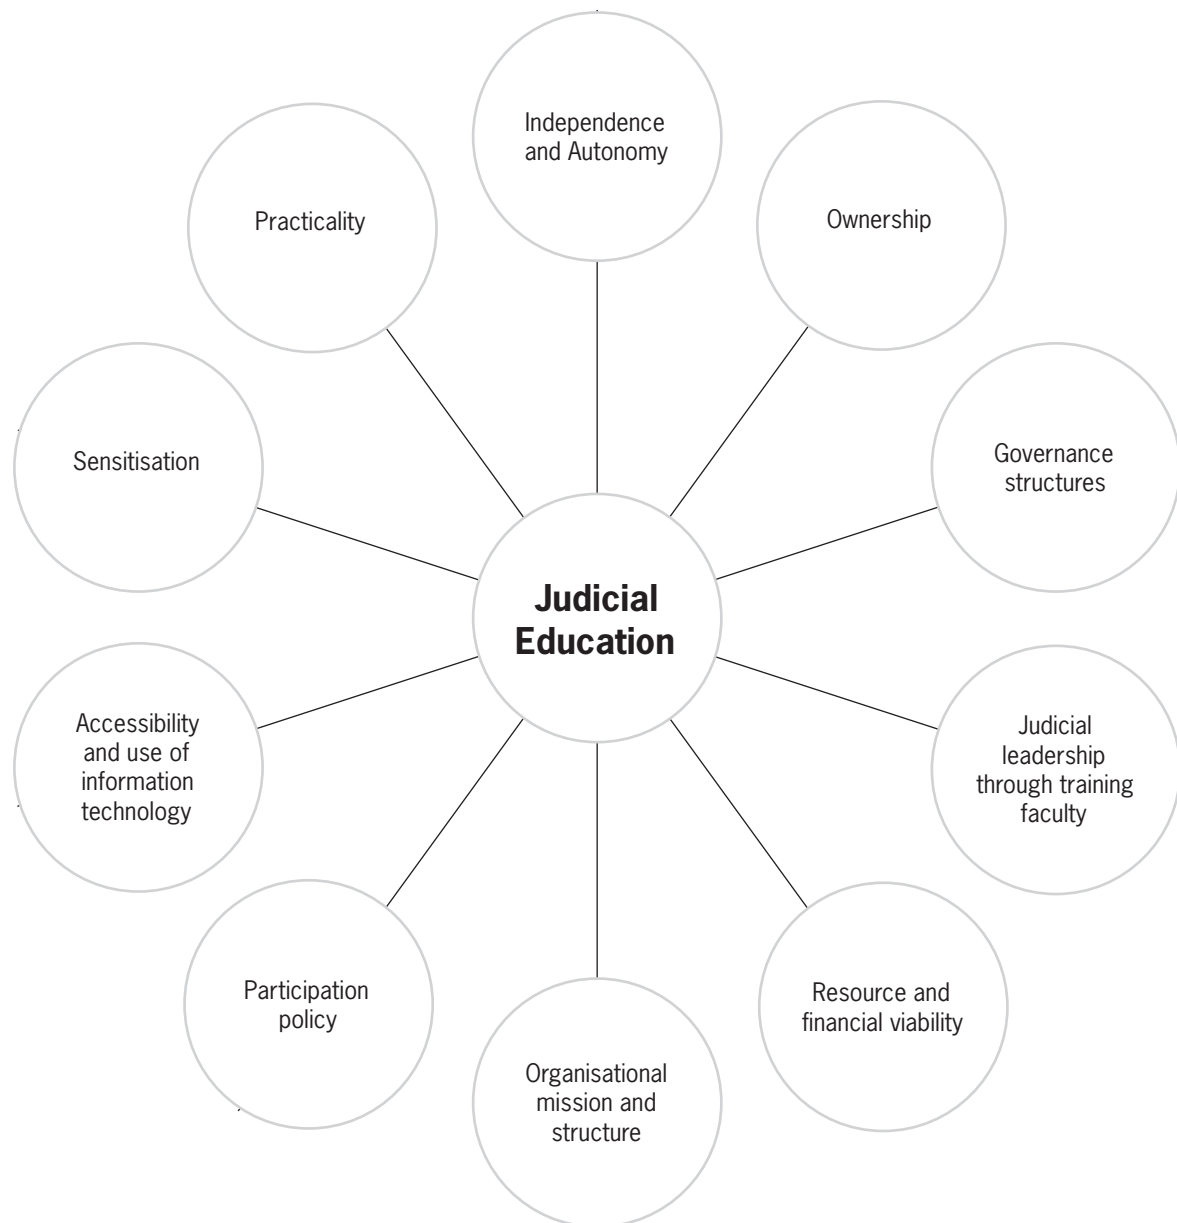 Independence
and Autonomy
Ownership
Governance
structures
Judicial
leadership
through training
faculty
Resource and
financial viability
Organisational
mission and
structure
Participation
policy
Accessibility
and use of
information
technology
Sensitisation
Practicality
Judicial
Education